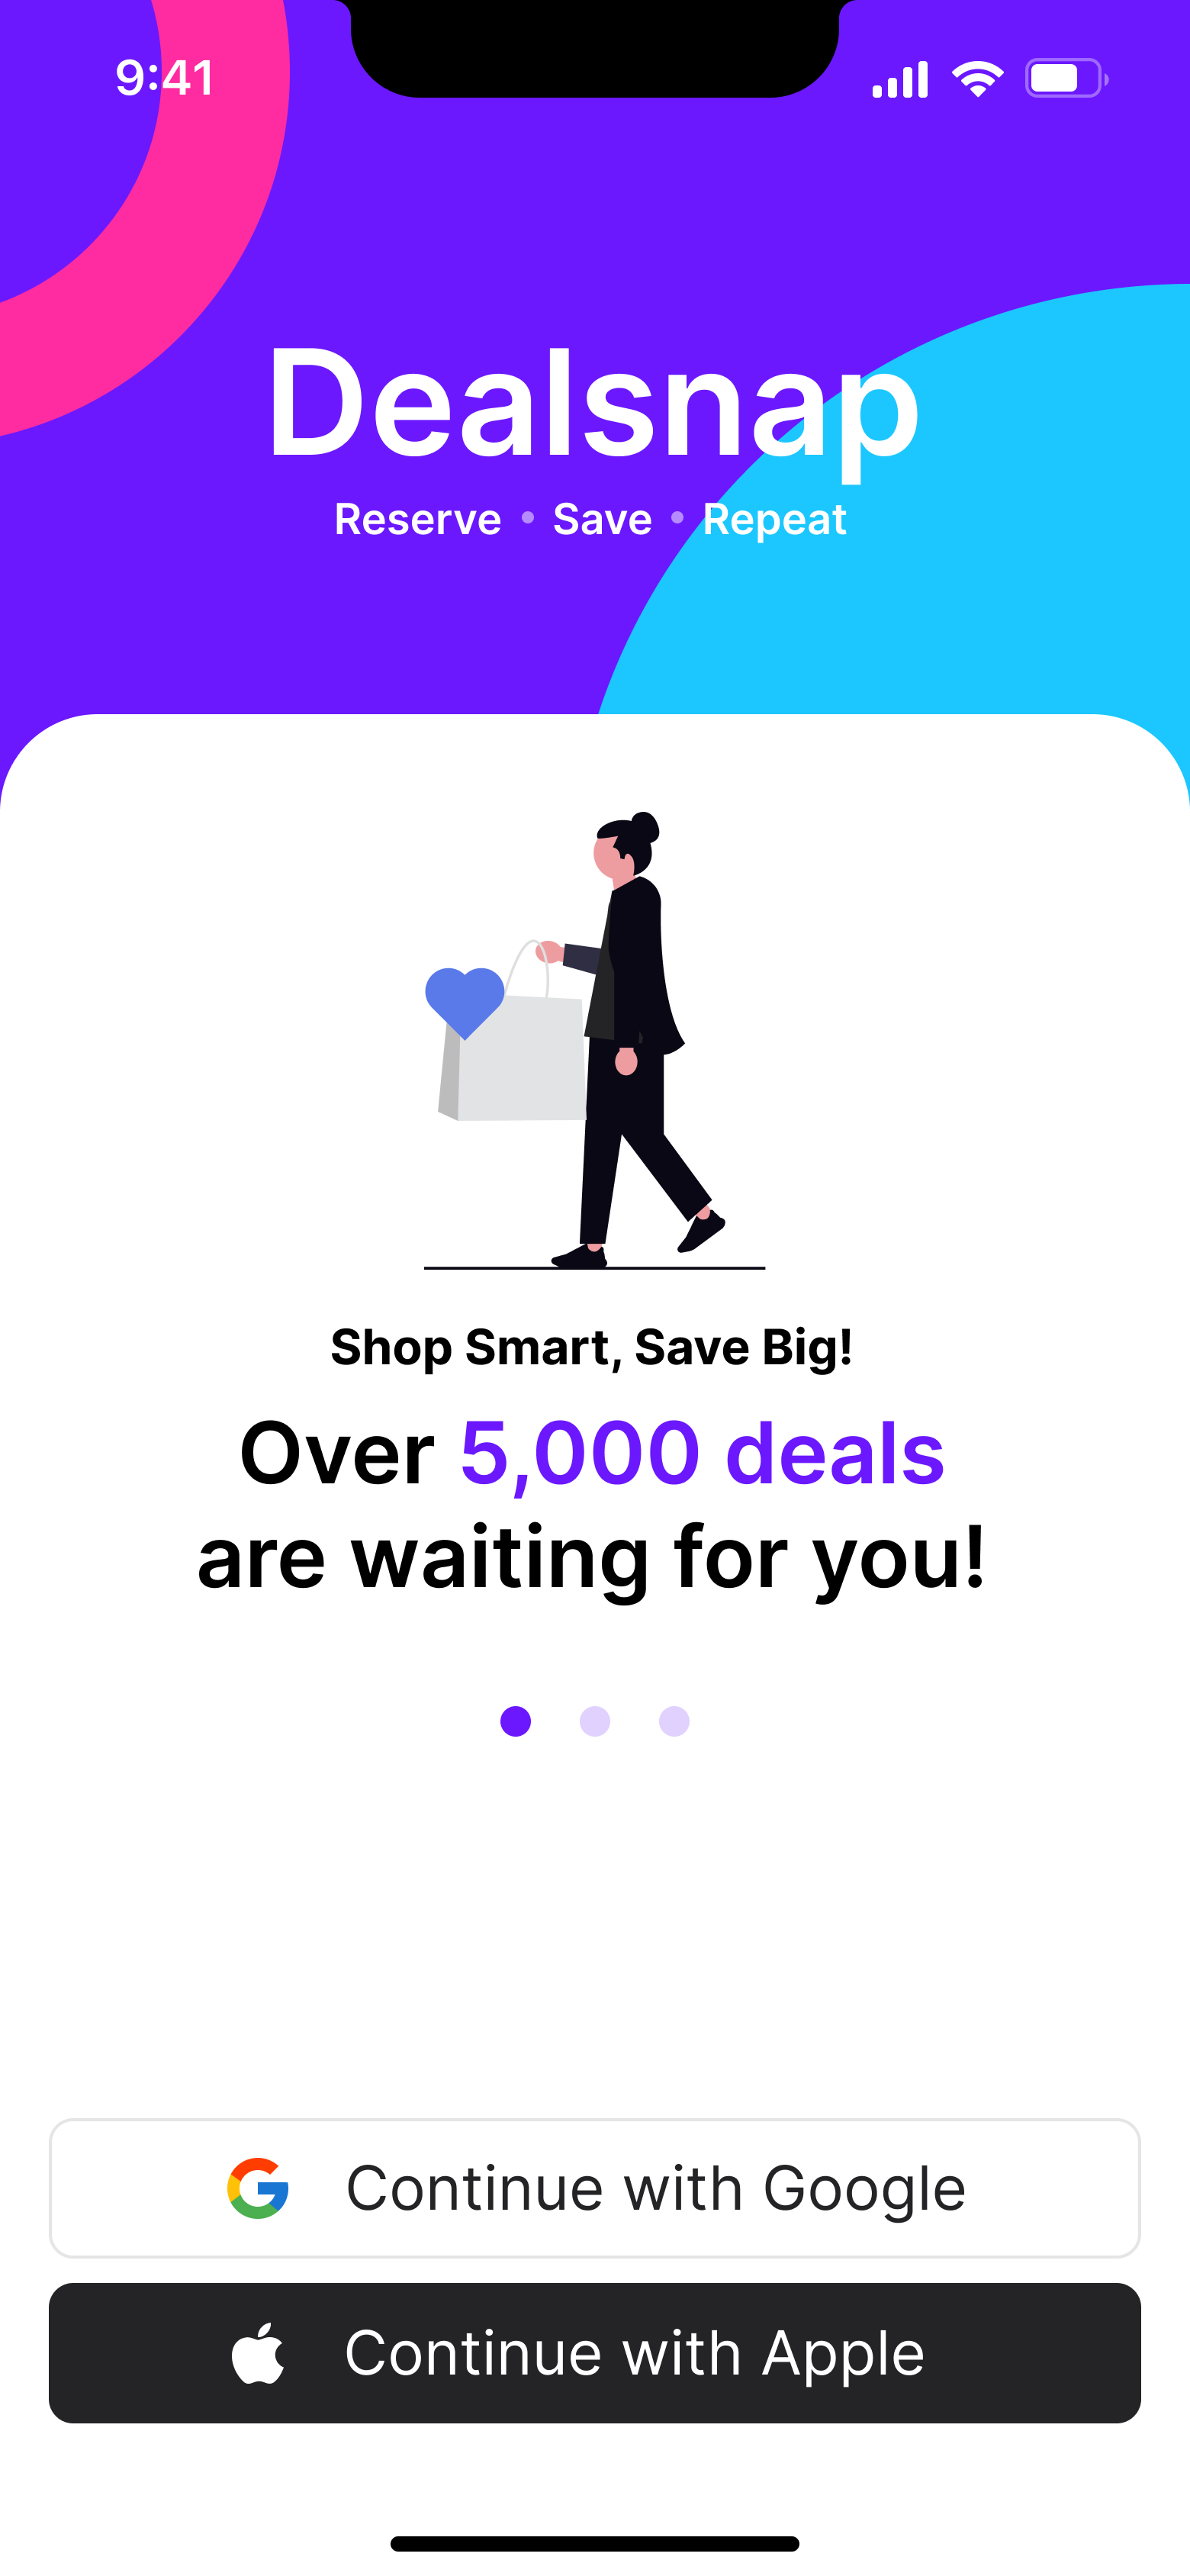 9:41
Dealsnap
Reserve • Save • Repeat
Shop Smart, Save Big!
Over 5,000 deals
are waiting for you!
Continue with Google
Continue with Apple